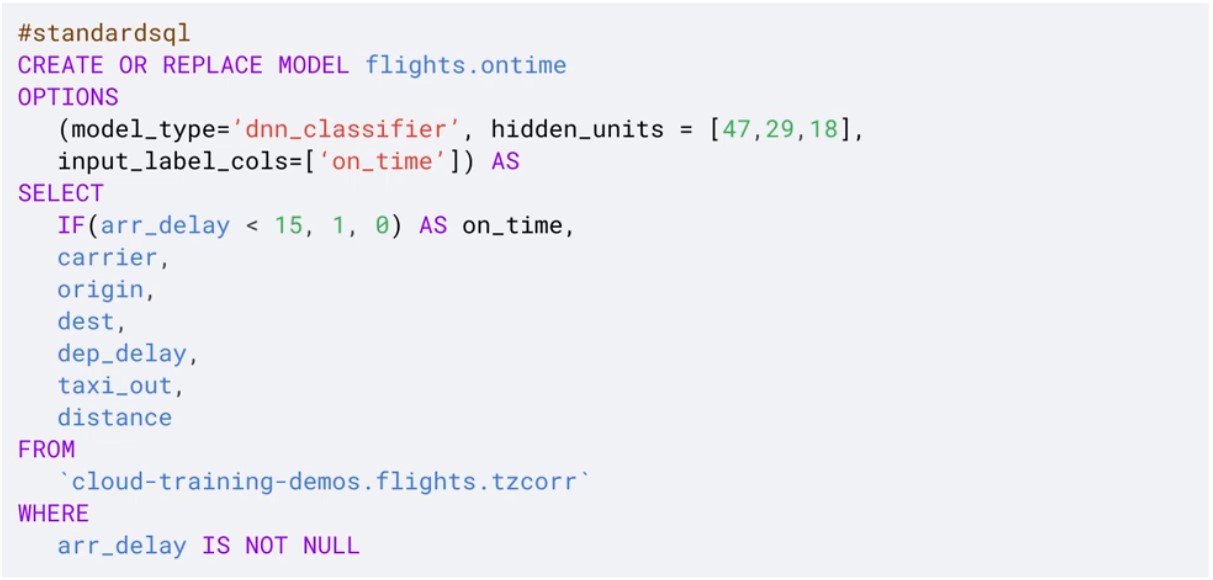 #standardsql
CREATE OR REPLACE MODEL flights.ontime
OPTIONS
(model_type='dnn_classifier', hidden_units = [47,29,18],
input_label_cols=['on_time']) AS
SELECT
IF(arr_delay < 15, 1, 0) AS on_time,
carrier,
origin,
dest,
dep_delay,
taxi_out,
distance
FROM
`cloud-training-demos.flights.tzcorr`
WHERE
arr_delay IS NOT NULL